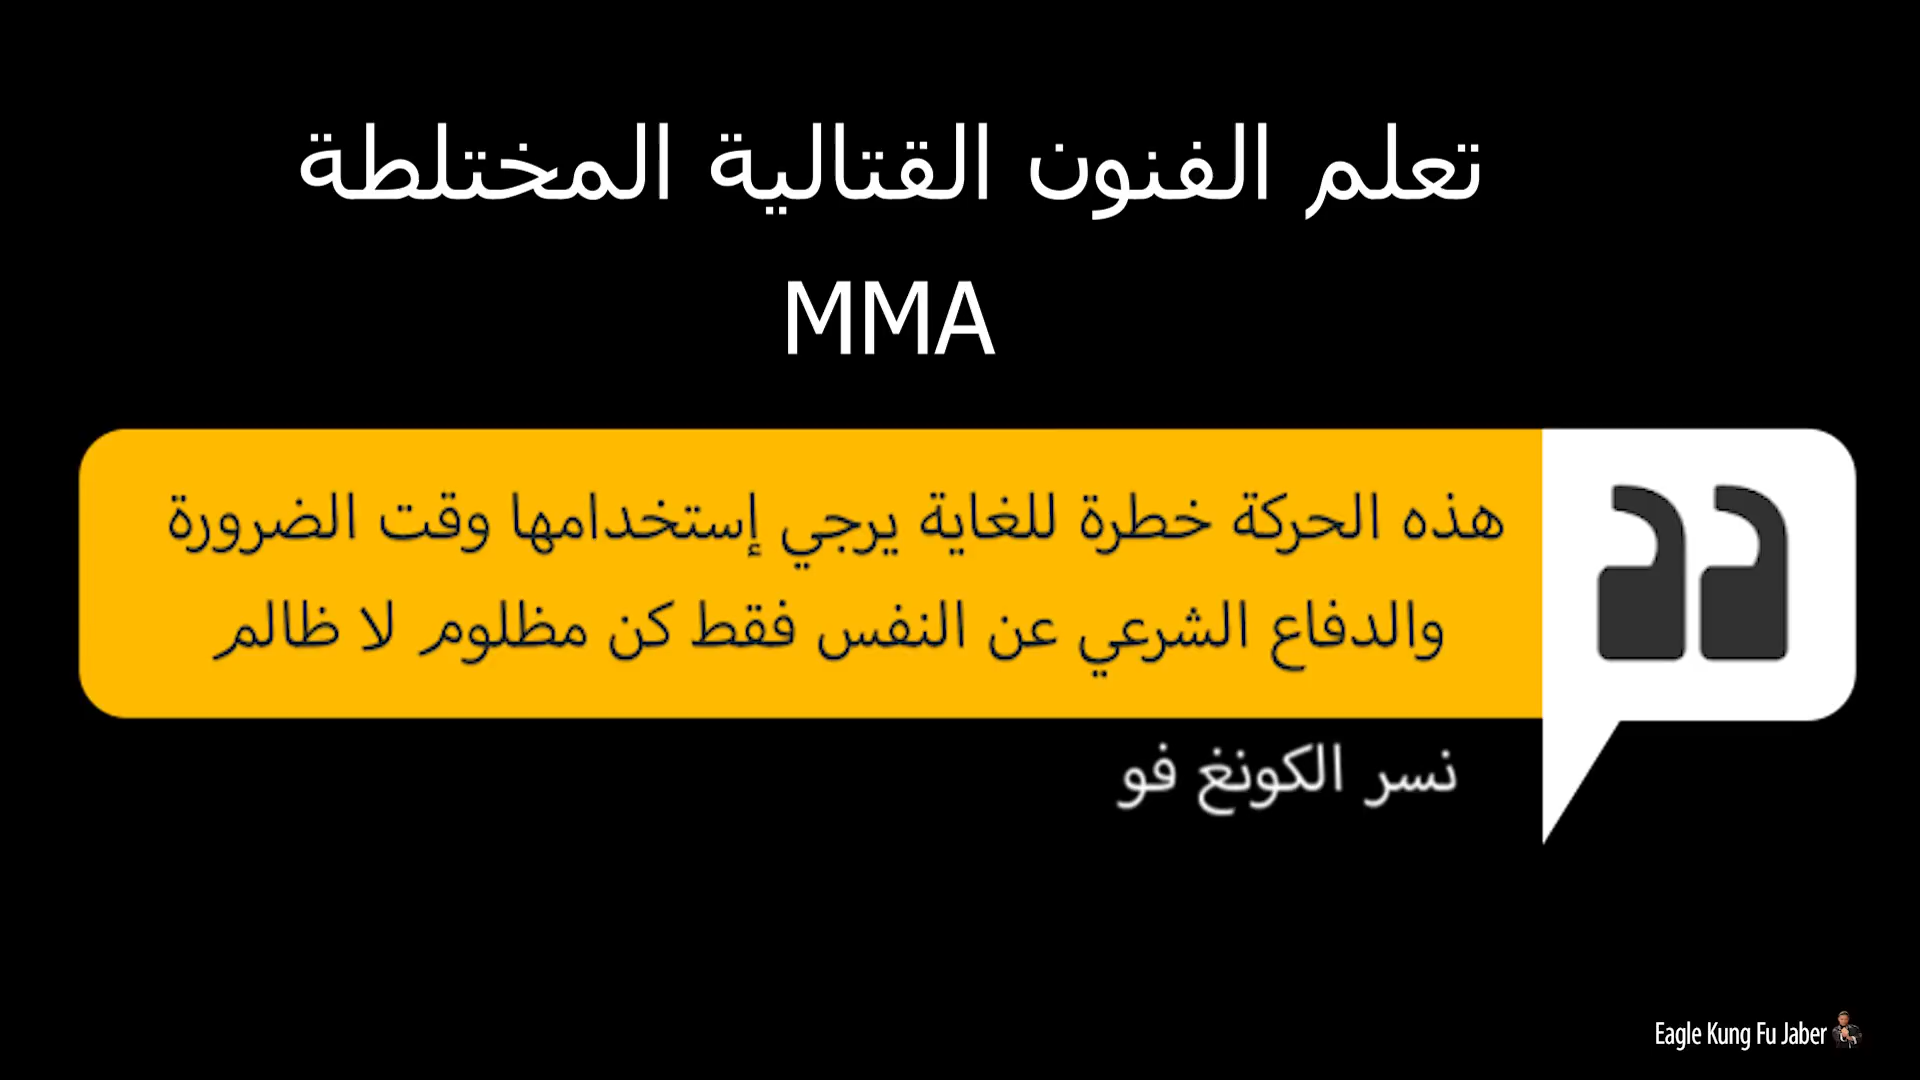 تعلم الفنون القتالية المختلطة
MMA
هذه الحركة خطرة للغاية يرجي إستخدامها وقت الضرورة
والدفاع الشرعي عن النفس فقط كن مظلوم لا ظالم
نسر الكونغ فو
Eagle Kung Fu Jaber